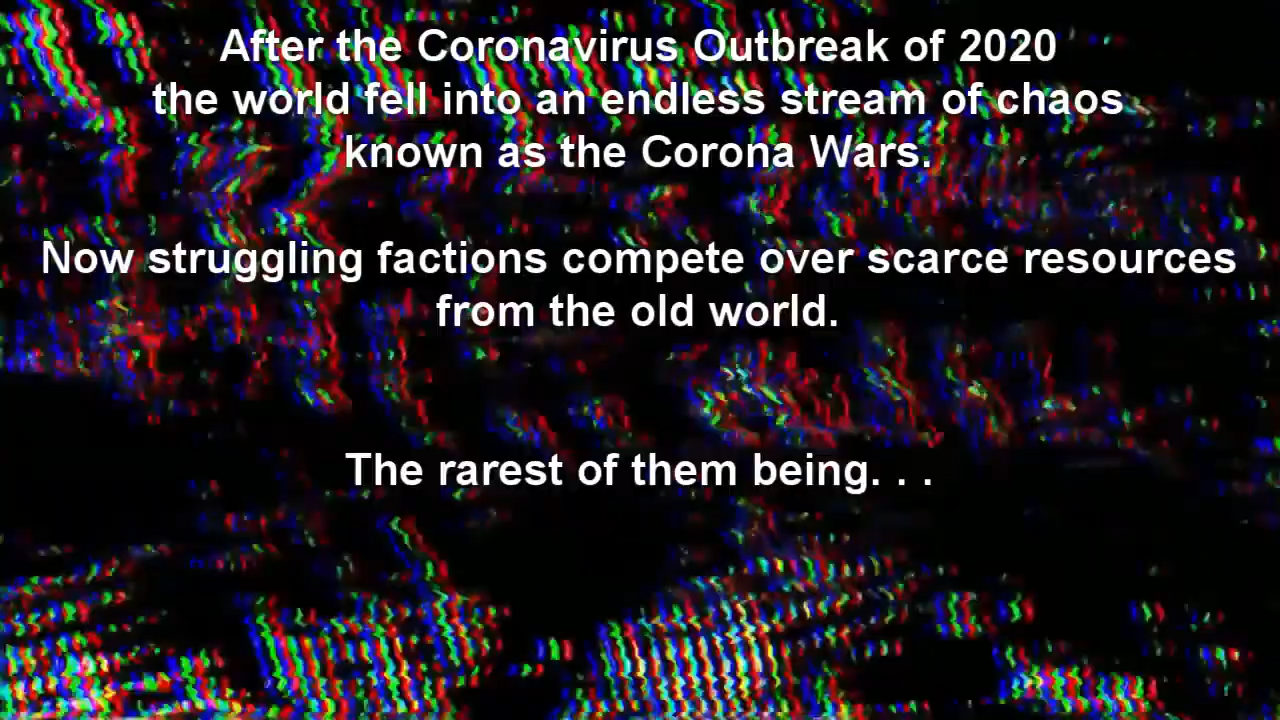 After the Coronavirus Outbreak of 2020
the world fell into an endless stream of chaos
known as the Corona Wars.
Now struggling factions compete over scarce resources
from the old world.
The rarest of them being. . .